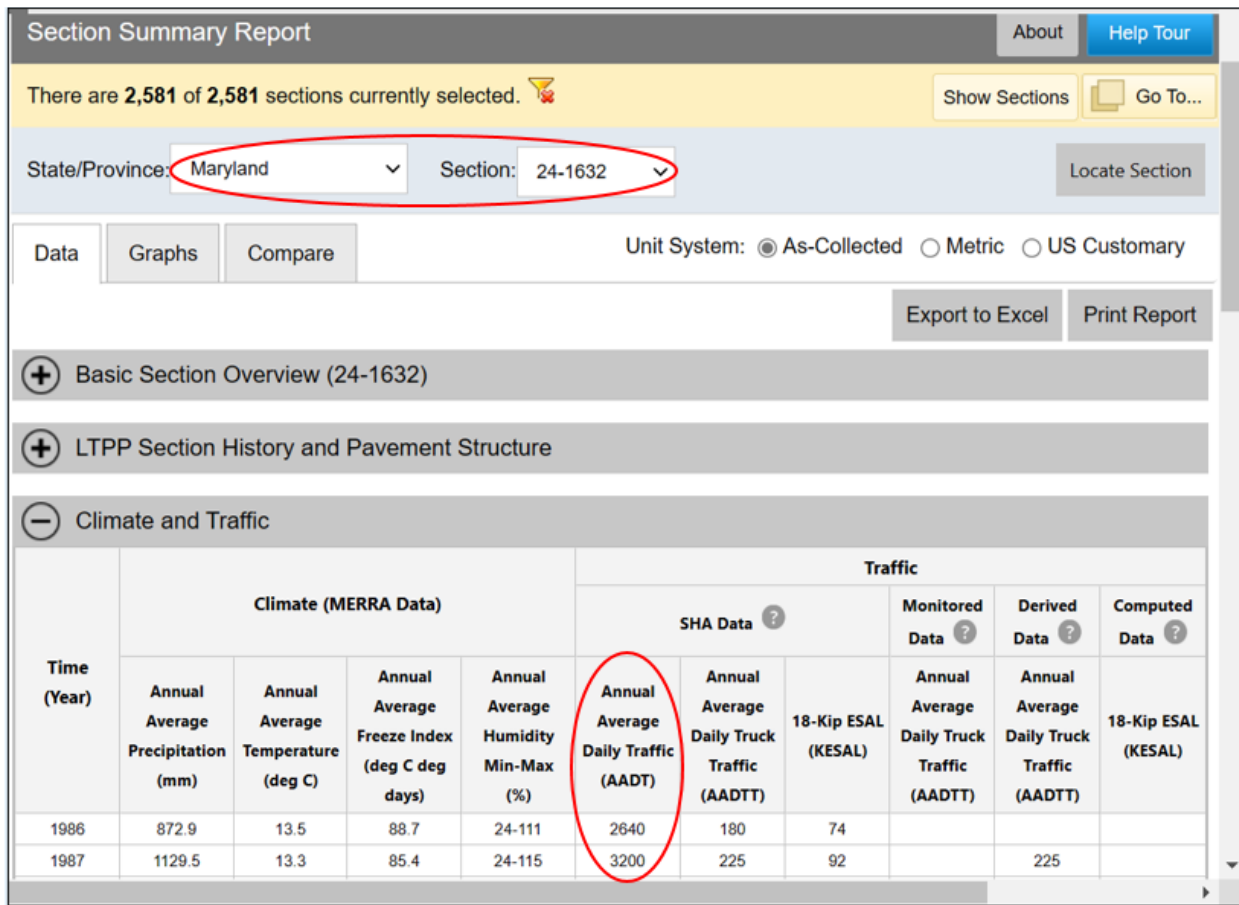 Section Summary Report About Help Tour
There are 2,581 of 2,581 sections currently selected. Show Sections Go To...
State/Province: Maryland Section: 24-1632 Locate Section
Data Graphs Compare Unit System: As-Collected Metric US Customary
Export to Excel Print Report
Basic Section Overview (24-1632)
LTPP Section History and Pavement Structure
Climate and Traffic
Time
(Year)
Climate (MERRA Data)
Traffic
SHA Data ?
Monitored
Data ?
Derived
Data ?
Computed
Data ?
Annual
Average
Precipitation
(mm)
Annual
Average
Temperature
(deg C)
Annual
Average
Freeze Index
(deg C deg
days)
Annual
Average
Humidity
Min-Max
(%)
Annual
Average
Daily Traffic
(AADT)
Annual
Average
Daily Truck
Traffic
(AADTT)
18-Kip ESAL
(KESAL)
Annual
Average
Daily Truck
Traffic
(AADTT)
Annual
Average
Daily Truck
Traffic
(AADTT)
18-Kip ESAL
(KESAL)
1986 872.9 13.5 88.7 24-111 2640 180 74
1987 1129.5 13.3 85.4 24-115 3200 225 92 225